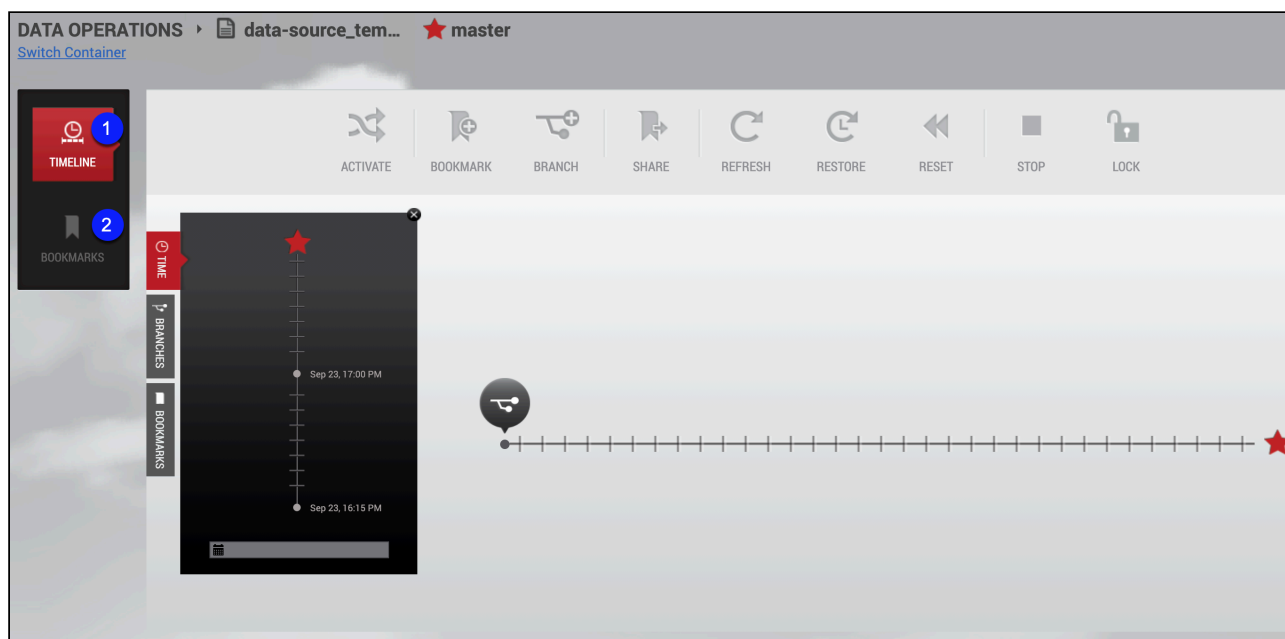 DATA OPERATIONS data-source_tem... master
Switch Container
1
TIMELINE
2
BOOKMARKS
ACTIVATE BOOKMARK BRANCH SHARE REFRESH RESTORE RESET STOP LOCK
TIME
BRANCHES
BOOKMARKS
Sep 23, 17:00 PM
Sep 23, 16:15 PM